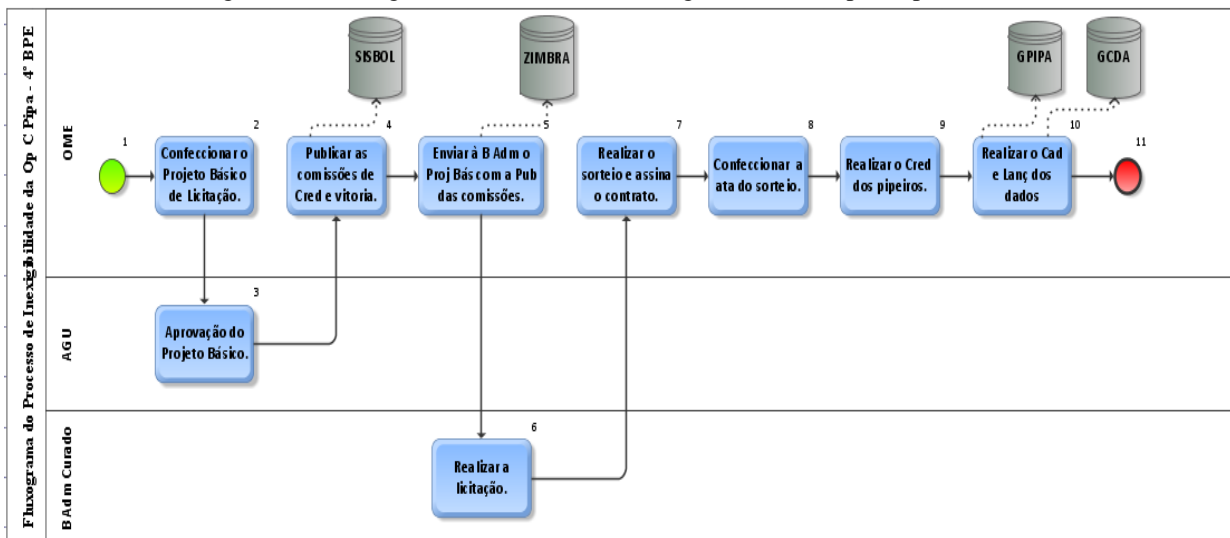 Fluxograma do Processo de Inexigibilidade da Op C Pipa - 4º BPE
OME
SISBOL
ZIMBRA
GPIPA
GCDA
1
2
Confeccionar o
Projeto Básico
de Licitação.
4
Publicar as
comissões de
Cred e vitoria.
5
Enviar à B Adm o
Proj Bás com a Pub
das comissões.
7
Realizar o
sorteio e assina
o contrato.
8
Confeccionar a
ata do sorteio.
9
Realizar o Cred
dos pipeiros.
10
Realizar o Cad
e Lanç dos
dados
11
AGU
3
Aprovação do
Projeto Básico.
B Adm Curado
6
Realizar a
licitação.